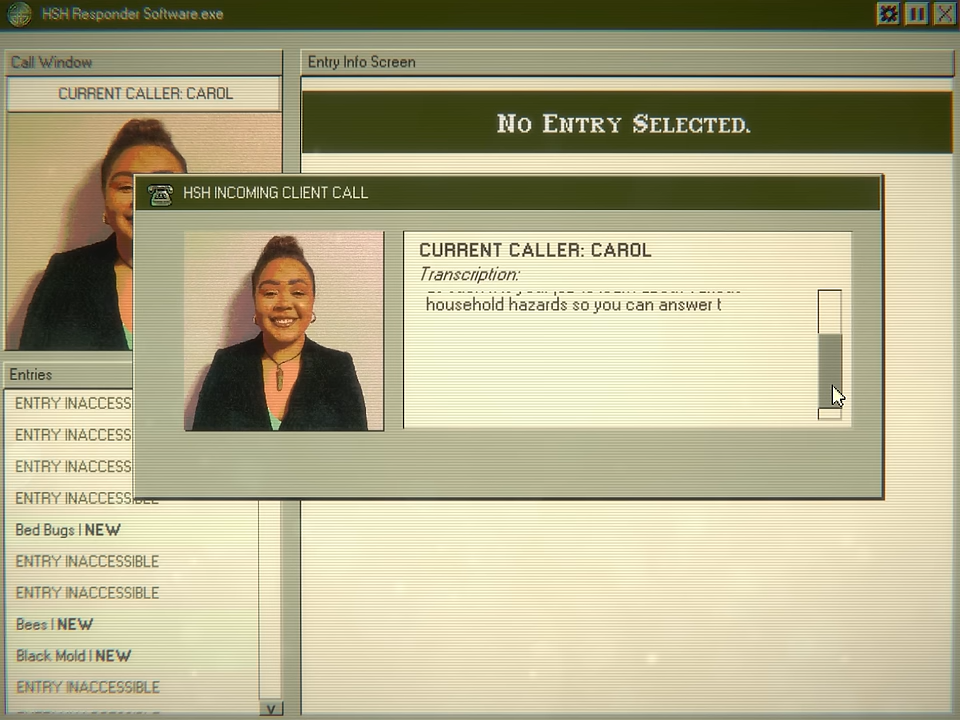 HSH Responder Software.exe
Call Window
CURRENT CALLER: CAROL
Entry Info Screen
No Entry Selected.
HSH INCOMING CLIENT CALL
CURRENT CALLER: CAROL
Transcription:
household hazards so you can answer t
Entries
ENTRY INACCESS
ENTRY INACCESS
ENTRY INACCESS
ENTRY INACCESSIBLE
Bed Bugs | NEW
ENTRY INACCESSIBLE
ENTRY INACCESSIBLE
Bees | NEW
Black Mold | NEW
ENTRY INACCESSIBLE